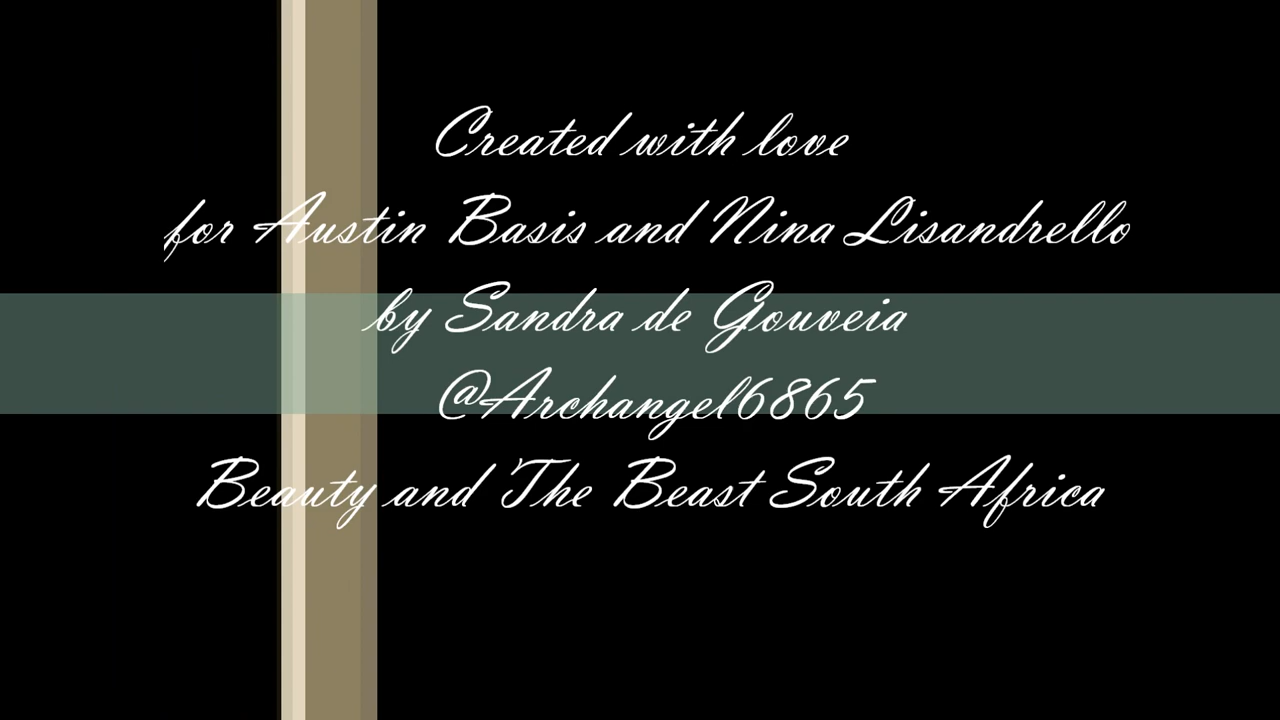 Created with love
for Austin Basis and Nina Lisandrello
by Sandra de Gouveia
@Archangel6865
Beauty and The Beast South Africa